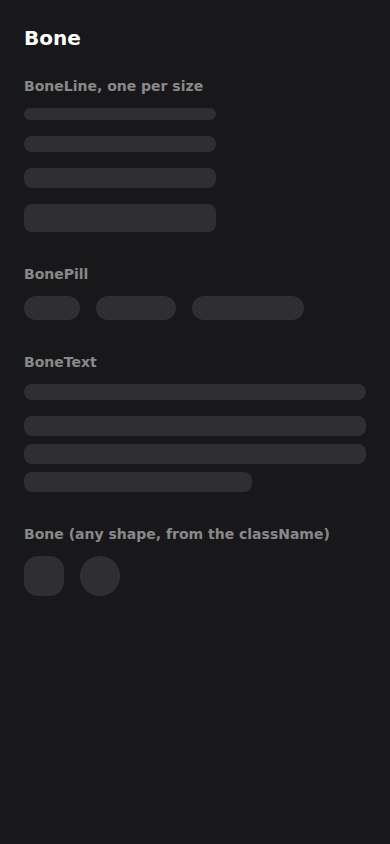 Bone
BoneLine, one per size
BonePill
BoneText
Bone (any shape, from the className)